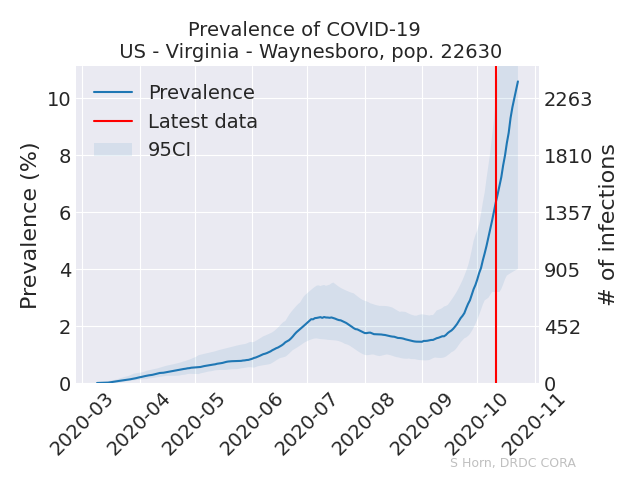 Prevalence of COVID-19
US - Virginia - Waynesboro, pop. 22630
Prevalence
Latest data
95CI
Prevalence (%)
10
8
6
4
2
0
2263
1810
1357
905
452
0
# of infections
2020-03
2020-04
2020-05
2020-06
2020-07
2020-08
2020-09
2020-10
2020-11
S Horn, DRDC CORA